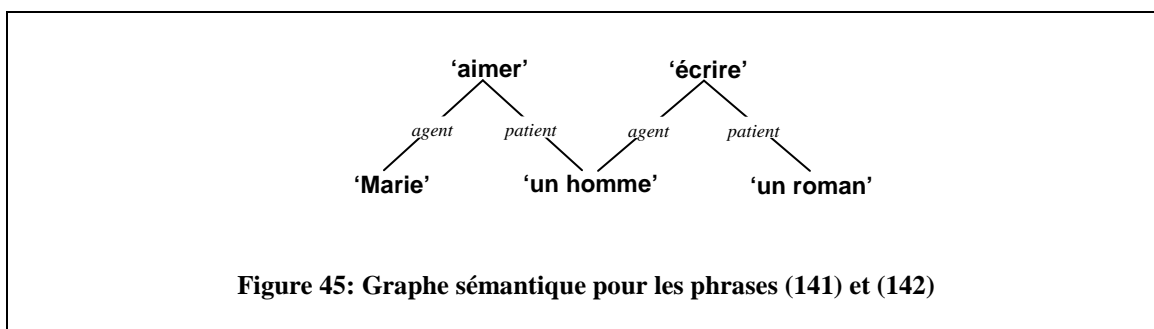 ‘aimer’ ‘écrire’
agent patient agent patient
‘Marie’ ‘un homme’ ‘un roman’
Figure 45: Graphe sémantique pour les phrases (141) et (142)